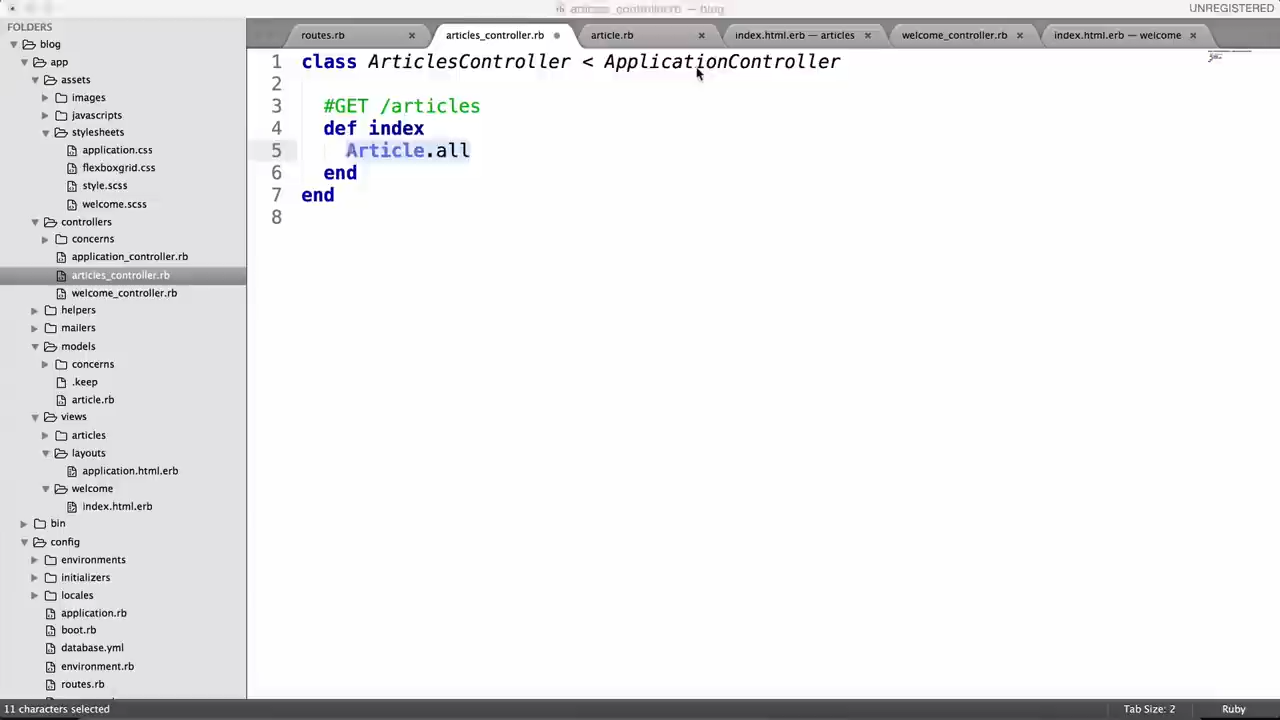 articles_controller.rb — blog
UNREGISTERED
FOLDERS
blog
app
assets
images
javascripts
stylesheets
application.css
flexboxgrid.css
style.scss
welcome.scss
controllers
concerns
application_controller.rb
articles_controller.rb
welcome_controller.rb
helpers
mailers
models
concerns
.keep
article.rb
views
articles
layouts
application.html.erb
welcome
index.html.erb
bin
config
environments
initializers
locales
application.rb
boot.rb
database.yml
environment.rb
routes.rb
routes.rb
articles_controller.rb
article.rb
index.html.erb — articles
welcome_controller.rb
index.html.erb — welcome
1 class ArticlesController < ApplicationController
2
3 #GET /articles
4 def index
5 Article.all
6 end
7 end
8
11 characters selected
Tab Size: 2
Ruby